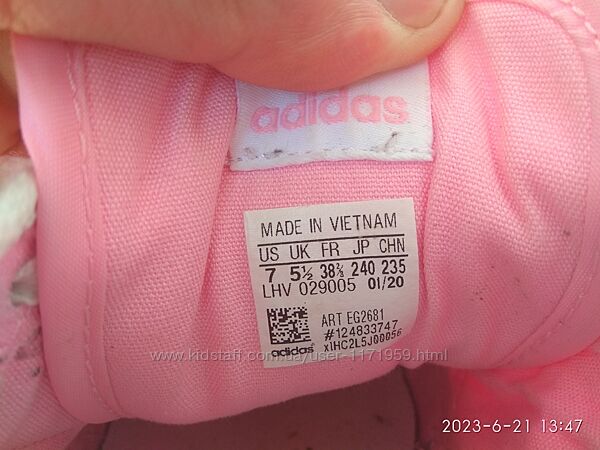 adidas
MADE IN VIETNAM
US UK FR JP CHN
7 5½ 38⅔ 240 235
LHV 029005 01/20
ART EG2681
#124833747
adidas x1HC2L5J00056
www.kidstaff.com.ua/user-1171959.html
2023-6-21 13:47